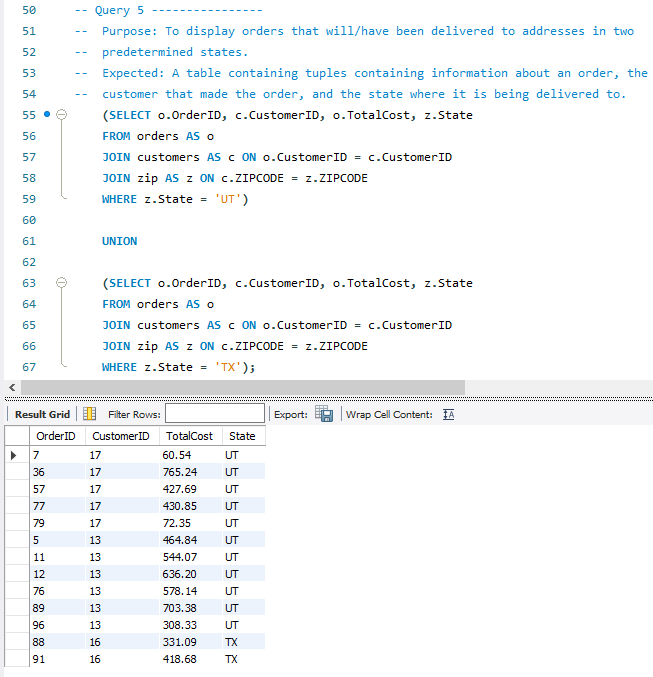 50 -- Query 5 ----------------
51 -- Purpose: To display orders that will/have been delivered to addresses in two
52 -- predetermined states.
53 -- Expected: A table containing tuples containing information about an order, the
54 -- customer that made the order, and the state where it is being delivered to.
55 (SELECT o.OrderID, c.CustomerID, o.TotalCost, z.State
56 FROM orders AS o
57 JOIN customers AS c ON o.CustomerID = c.CustomerID
58 JOIN zip AS z ON c.ZIPCODE = z.ZIPCODE
59 WHERE z.State = 'UT')
60
61 UNION
62
63 (SELECT o.OrderID, c.CustomerID, o.TotalCost, z.State
64 FROM orders AS o
65 JOIN customers AS c ON o.CustomerID = c.CustomerID
66 JOIN zip AS z ON c.ZIPCODE = z.ZIPCODE
67 WHERE z.State = 'TX');
Result Grid Filter Rows: Export: Wrap Cell Content: IA
OrderID CustomerID TotalCost State
7 17 60.54 UT
36 17 765.24 UT
57 17 427.69 UT
77 17 430.85 UT
79 17 72.35 UT
5 13 464.84 UT
11 13 544.07 UT
12 13 636.20 UT
76 13 578.14 UT
89 13 703.38 UT
96 13 308.33 UT
88 16 331.09 TX
91 16 418.68 TX